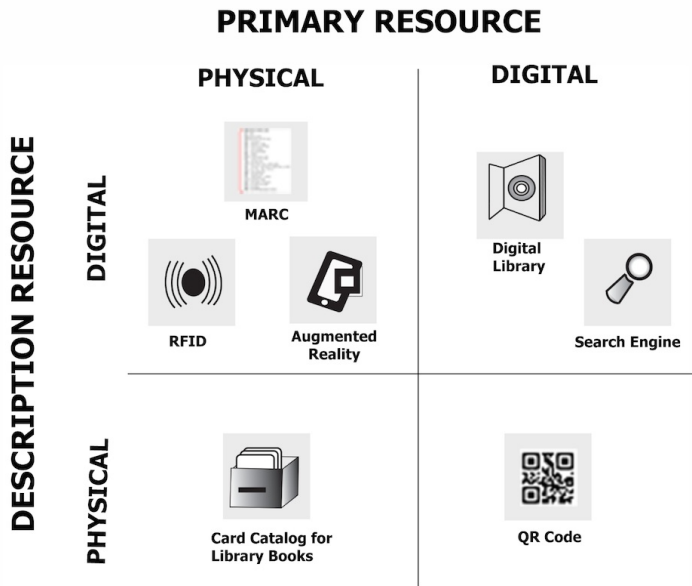 PRIMARY RESOURCE
PHYSICAL
DIGITAL
DESCRIPTION RESOURCE
DIGITAL
MARC
RFID
Augmented
Reality
Digital
Library
Search Engine
PHYSICAL
Card Catalog for
Library Books
QR Code